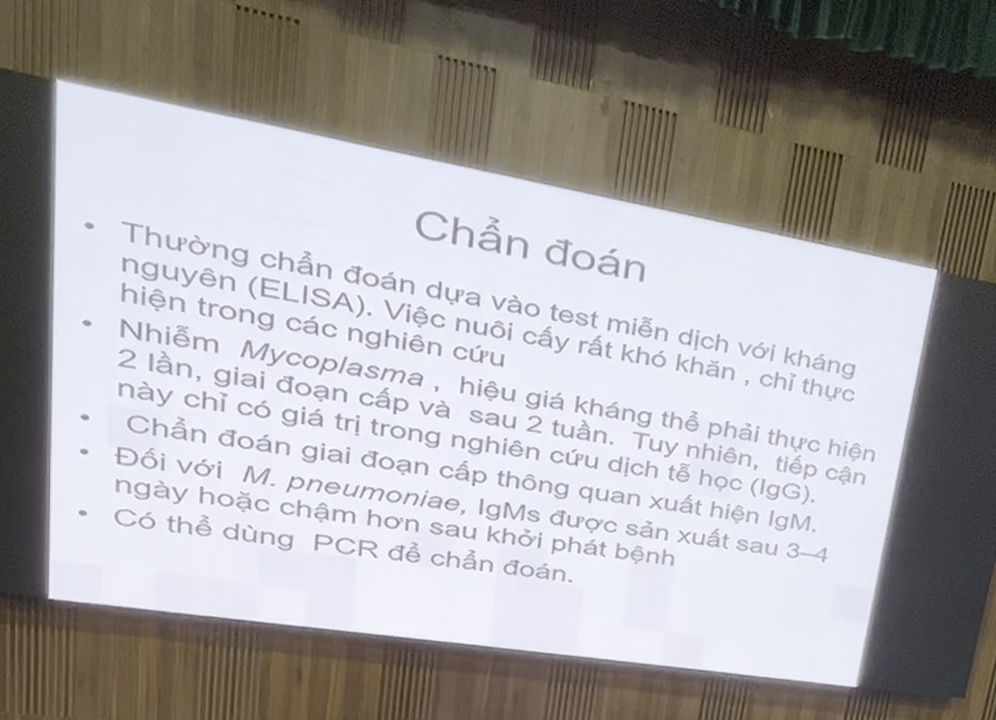 Chẩn đoán
• Thường chẩn đoán dựa vào test miễn dịch với kháng
nguyên (ELISA). Việc nuôi cấy rất khó khăn , chỉ thực
hiện trong các nghiên cứu
• Nhiễm Mycoplasma , hiệu giá kháng thể phải thực hiện
2 lần, giai đoạn cấp và sau 2 tuần. Tuy nhiên, tiếp cận
này chỉ có giá trị trong nghiên cứu dịch tễ học (IgG).
• Chẩn đoán giai đoạn cấp thông quan xuất hiện IgM.
• Đối với M. pneumoniae, IgMs được sản xuất sau 3–4
ngày hoặc chậm hơn sau khởi phát bệnh
• Có thể dùng PCR để chẩn đoán.